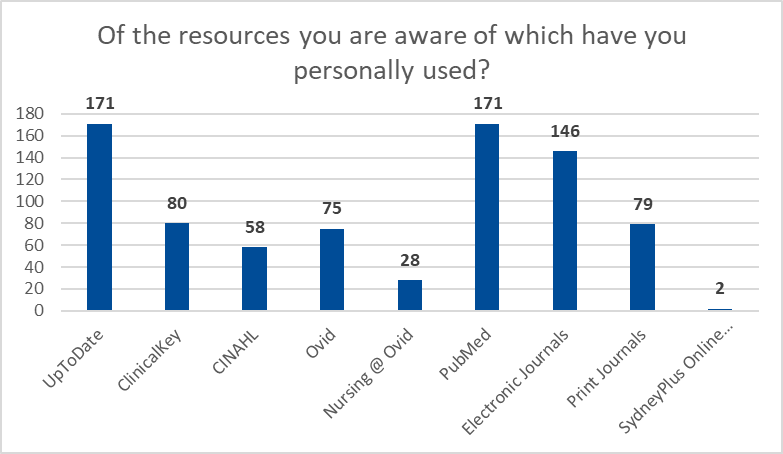 Of the resources you are aware of which have you
personally used?
180
160
140
120
100
80
60
40
20
0
171
80
58
75
28
171
146
79
2
UpToDate
ClinicalKey
CINAHL
Ovid
Nursing @ Ovid
PubMed
Electronic Journals
Print Journals
SydneyPlus Online...